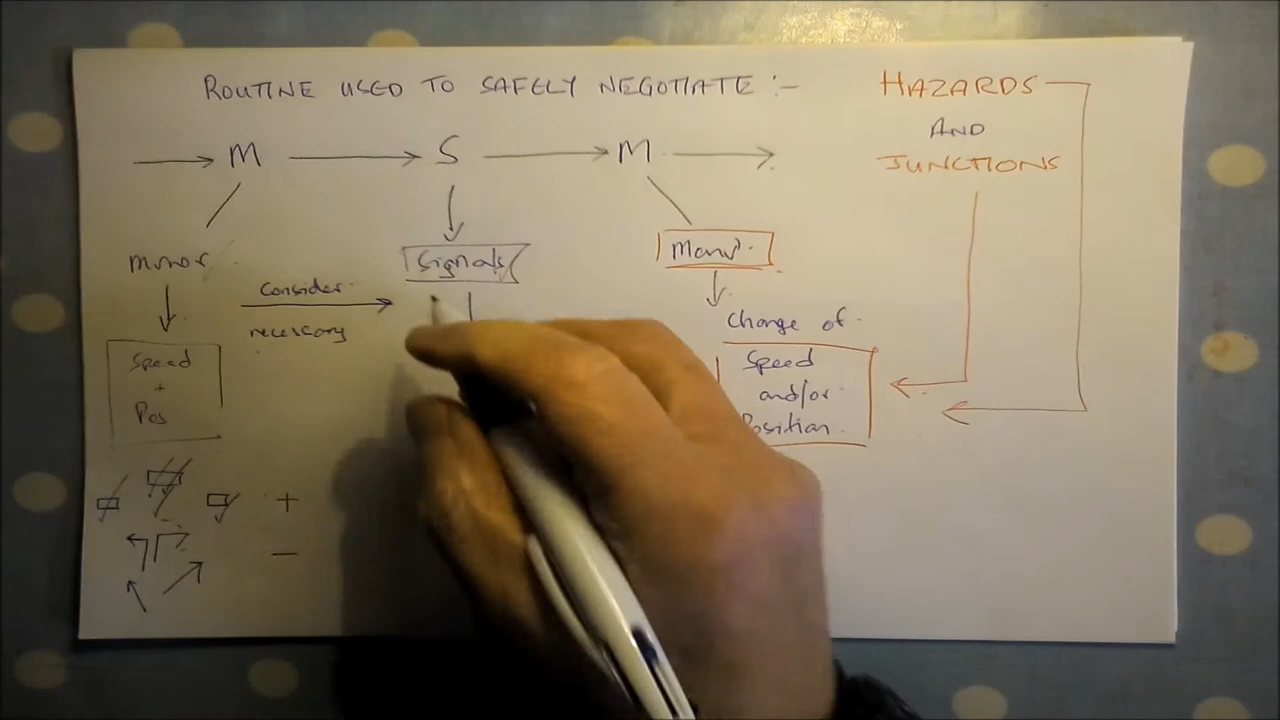 ROUTINE USED TO SAFELY NEGOTIATE :-
HAZARDS
AND
JUNCTIONS
M
S
M
mirror
Signals
Consider
necessary
Speed
+
Pos
Change of
Speed
and/or
Position
+
-